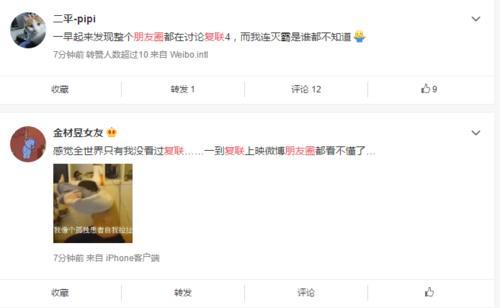 二平-pipi
一早起来发现整个朋友圈都在讨论复联4，而我连灭霸是谁都不知道
7分钟前 转赞人数超过10 来自 Weibo.intl
收藏 转发 1 评论 12 9
金材昱女友
感觉全世界只有我没看过复联……一到复联上映微博朋友圈都看不懂了...
我像个孤独患者自我拉扯
7分钟前 来自 iPhone客户端
收藏 转发 评论